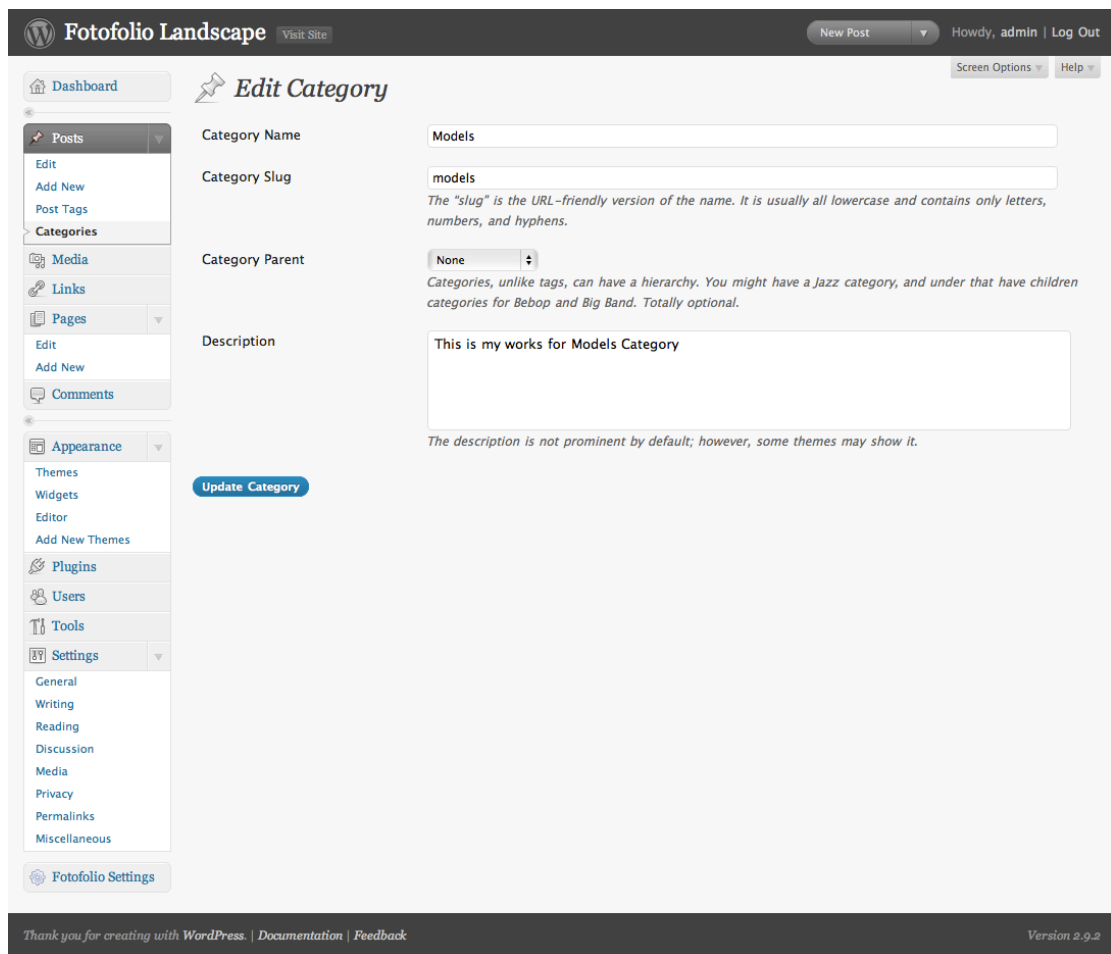 Fotofolio Landscape Visit Site New Post Howdy, admin | Log Out
Screen Options Help
Dashboard
Posts
Edit
Add New
Post Tags
Categories
Media
Links
Pages
Edit
Add New
Comments
Appearance
Themes
Widgets
Editor
Add New Themes
Plugins
Users
Tools
Settings
General
Writing
Reading
Discussion
Media
Privacy
Permalinks
Miscellaneous
Fotofolio Settings
Edit Category
Category Name Models
Category Slug models
The "slug" is the URL-friendly version of the name. It is usually all lowercase and contains only letters,
numbers, and hyphens.
Category Parent None
Categories, unlike tags, can have a hierarchy. You might have a Jazz category, and under that have children
categories for Bebop and Big Band. Totally optional.
Description This is my works for Models Category
The description is not prominent by default; however, some themes may show it.
Update Category
Thank you for creating with WordPress. | Documentation | Feedback Version 2.9.2